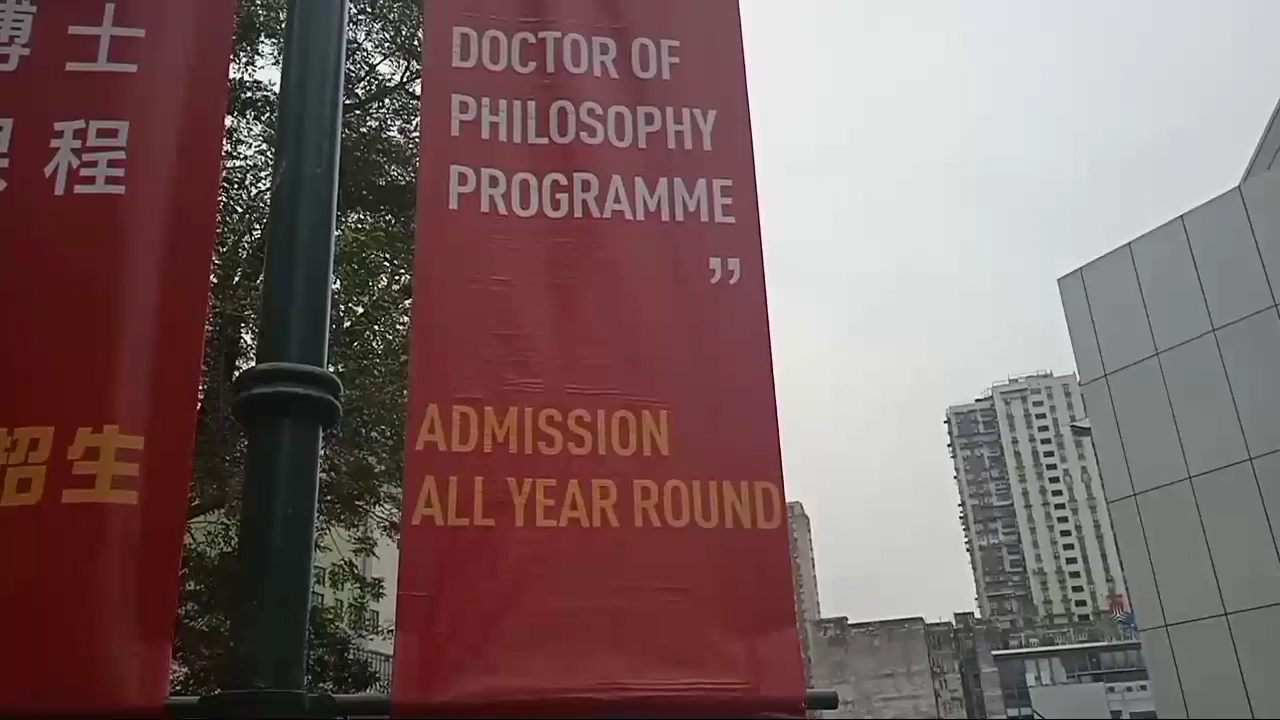 博士
課程
招生
DOCTOR OF
PHILOSOPHY
PROGRAMME
”
ADMISSION
ALL YEAR ROUND